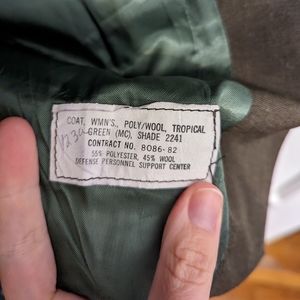 COAT, WMN'S., POLY/WOOL, TROPICAL
GREEN (MC), SHADE 2241
CONTRACT NO. 8086-82
55% POLYESTER, 45% WOOL
DEFENSE PERSONNEL SUPPORT CENTER